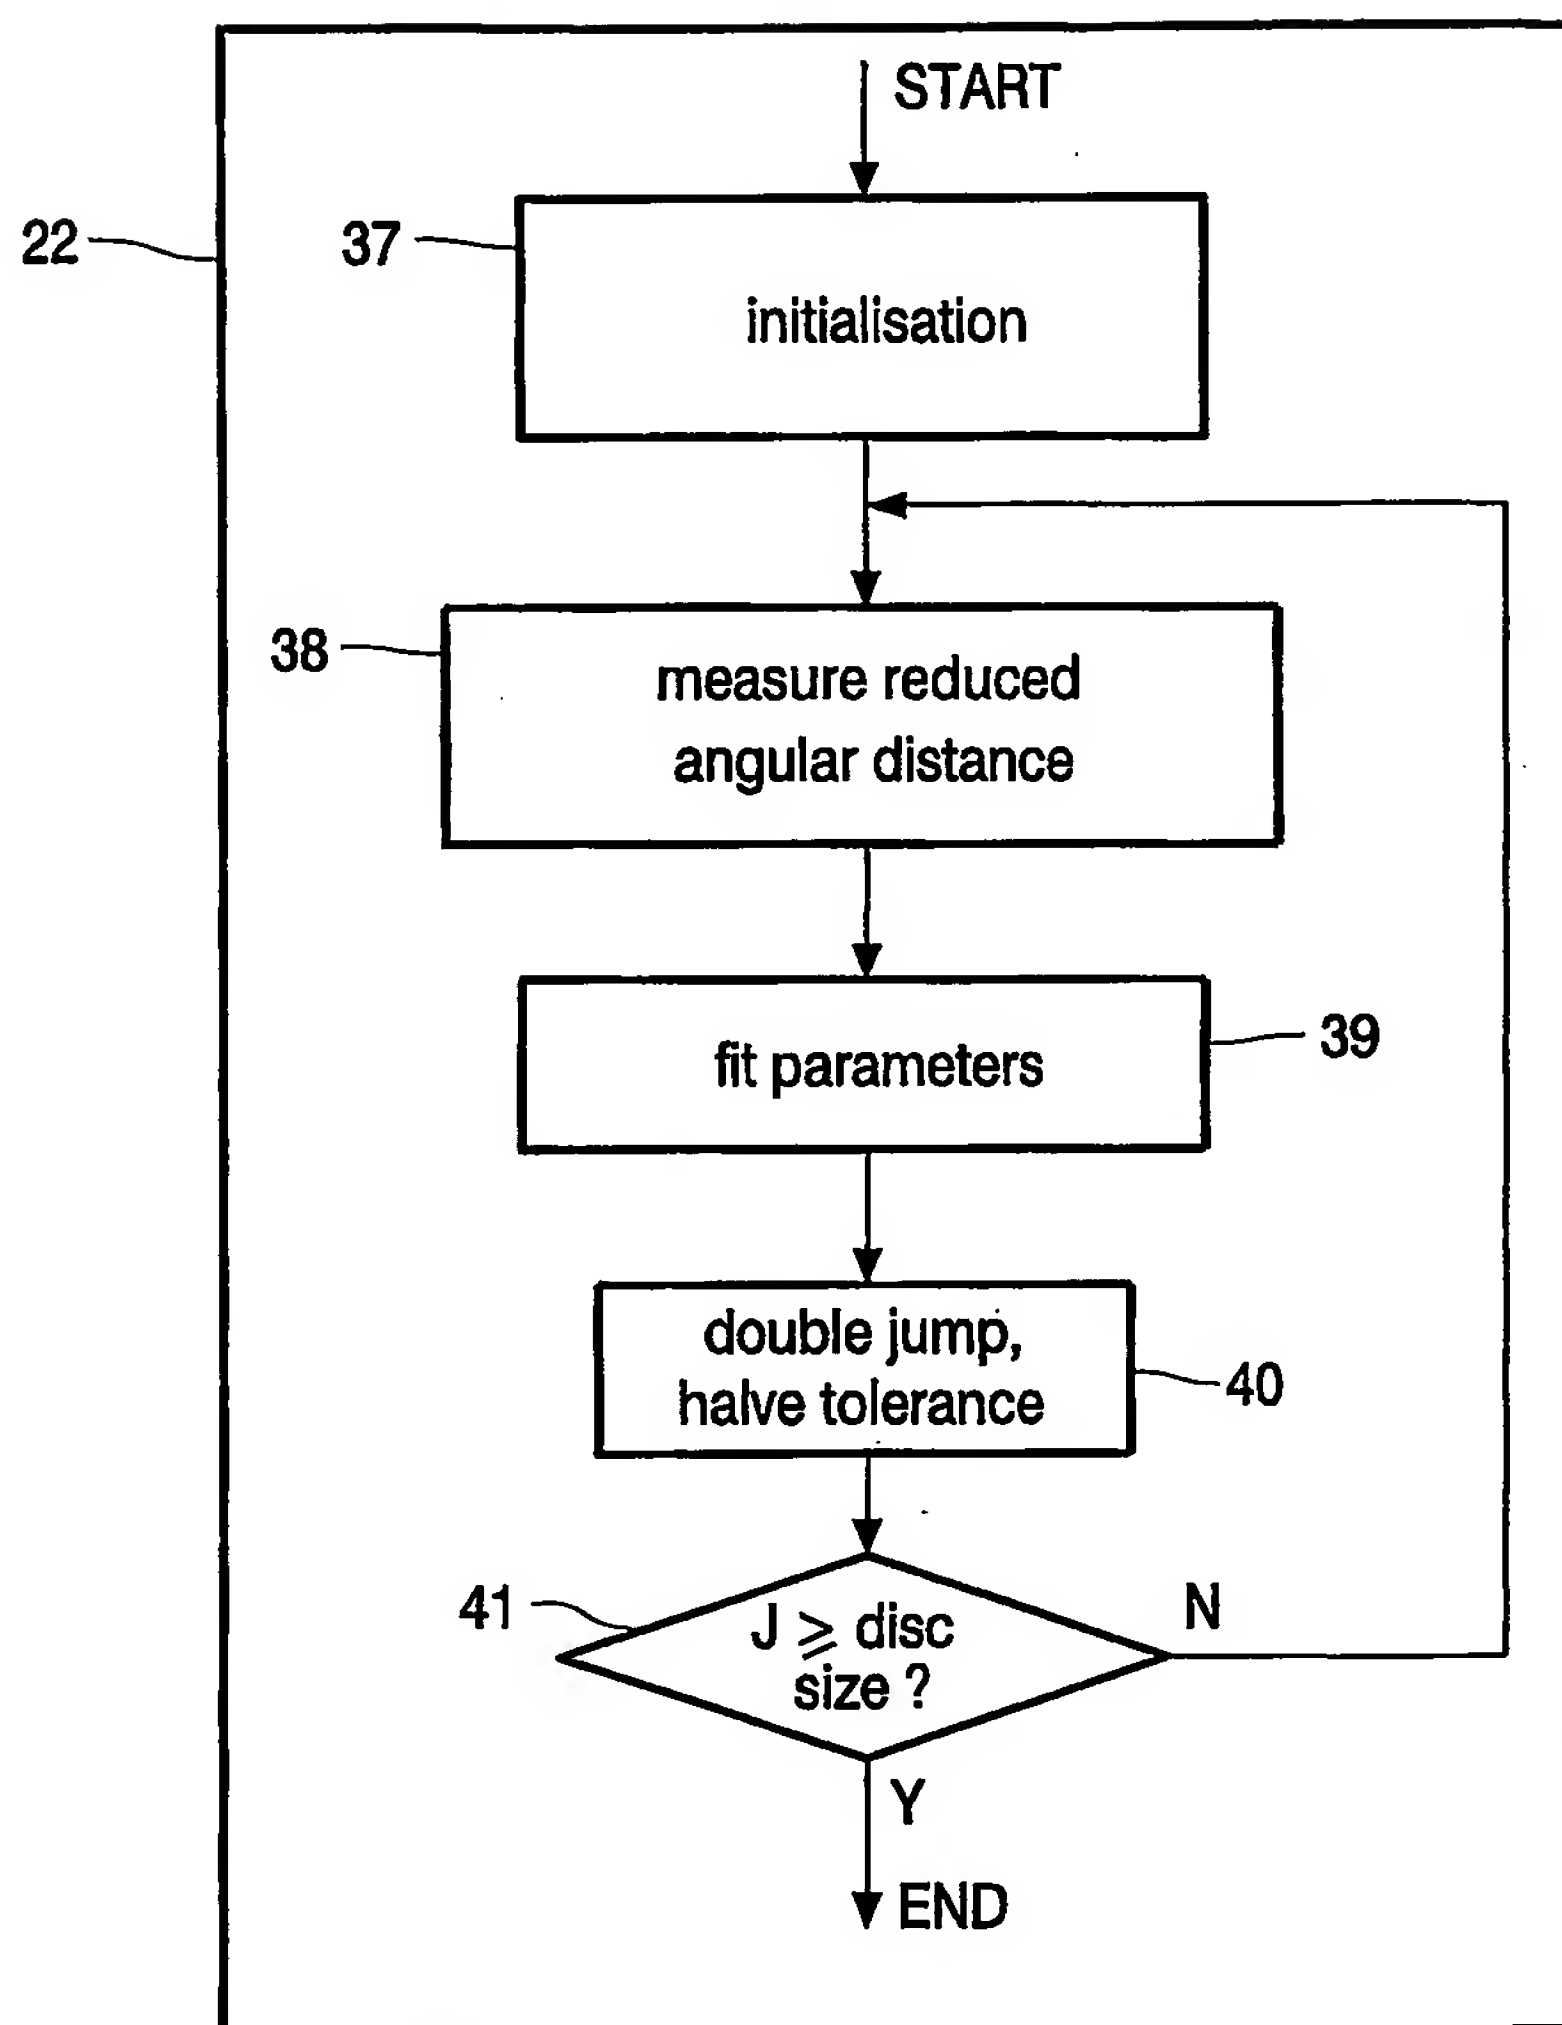 START
22
37
initialisation
38
measure reduced
angular distance
fit parameters
39
double jump,
halve tolerance
40
41
J ⩾ disc
size ?
N
Y
END